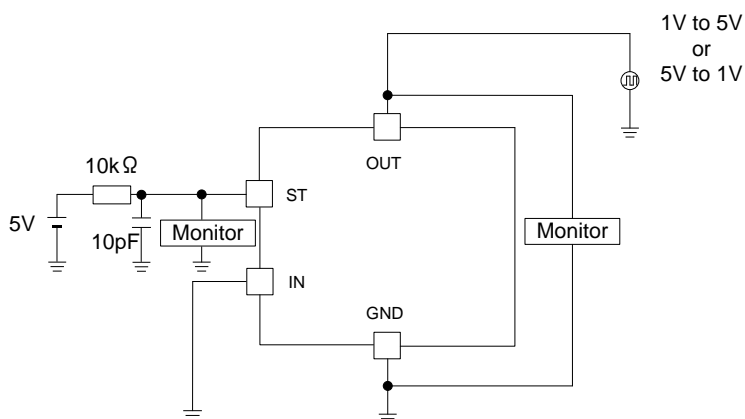 1V to 5V
or
5V to 1V
OUT
10kΩ
ST
5V
10pF
Monitor
Monitor
IN
GND